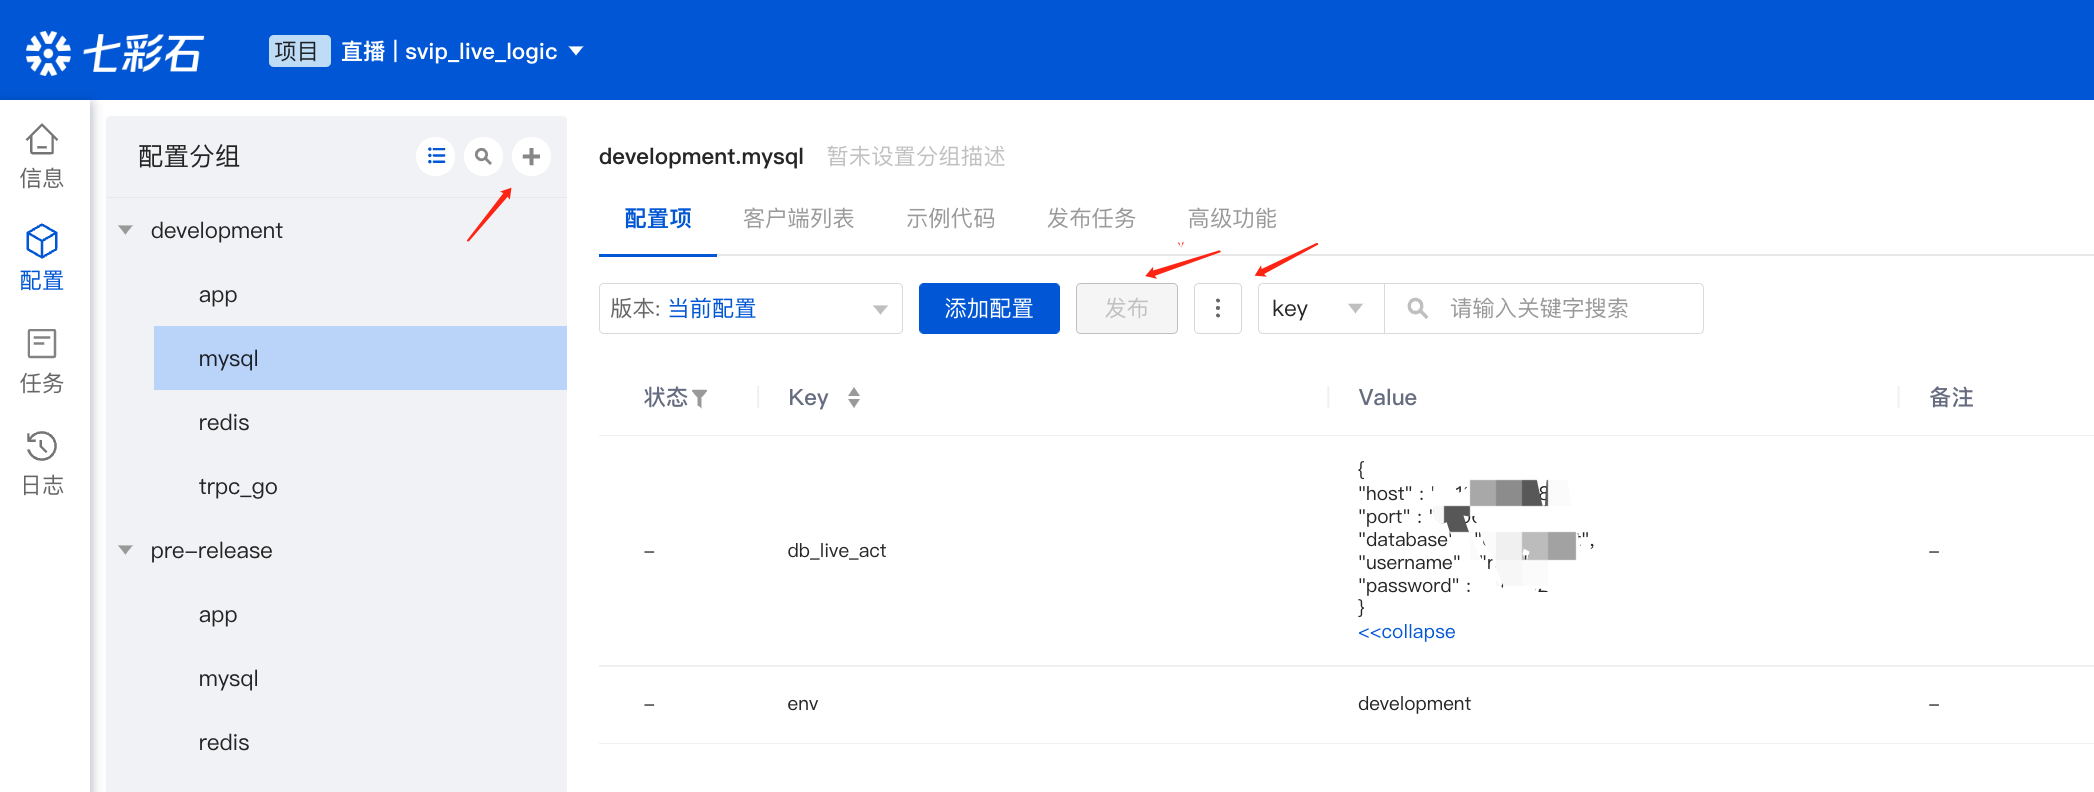 七彩石
项目 直播 | svip_live_logic
信息
配置
任务
日志
配置分组
development
app
mysql
redis
trpc_go
pre-release
app
mysql
redis
development.mysql 暂未设置分组描述
配置项 客户端列表 示例代码 发布任务 高级功能
版本: 当前配置 添加配置 发布 key 请输入关键字搜索
状态 Key Value 备注
– db_live_act –
{
"host" :
"port" :
"database"
"username"
"password" :
}
<<collapse
– env development –